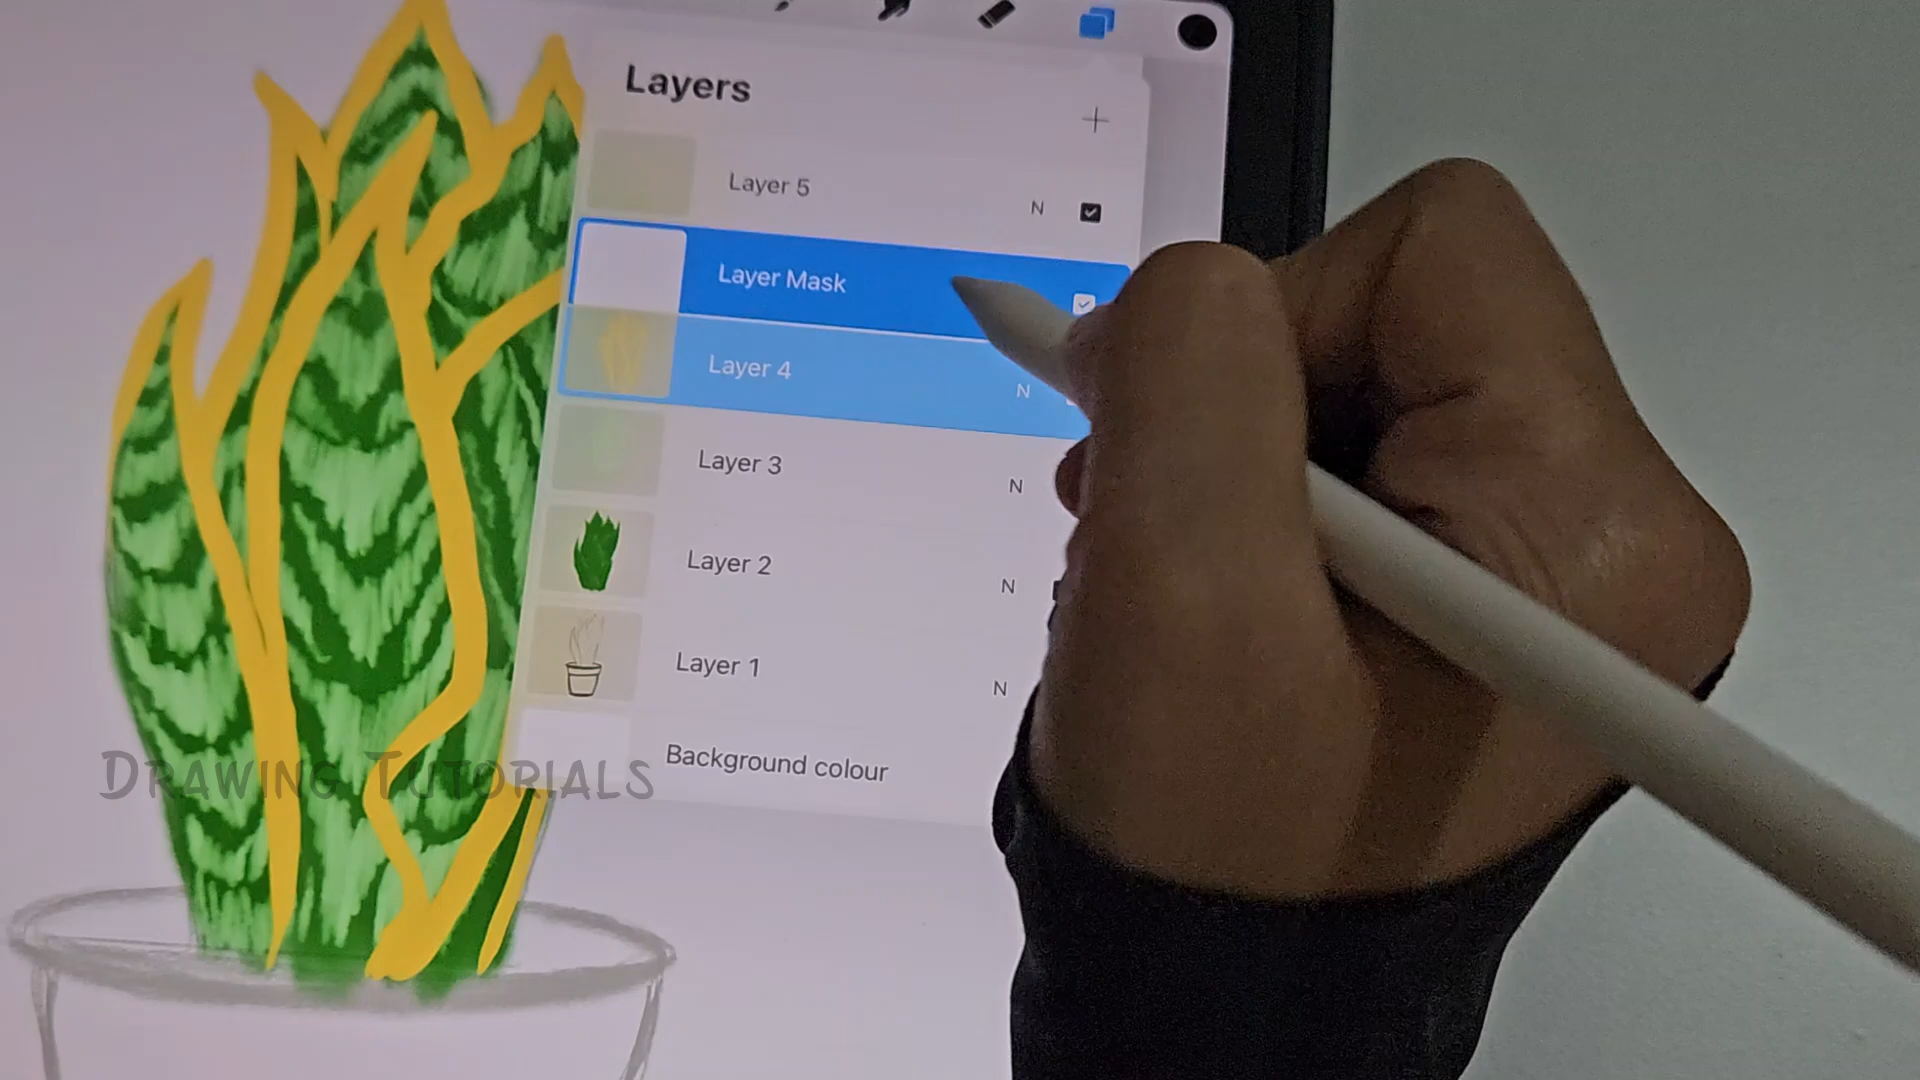 Layers
Layer 5
N
Layer Mask
Layer 4
N
Layer 3
N
Layer 2
N
Layer 1
N
Background colour
DRAWING TUTORIALS